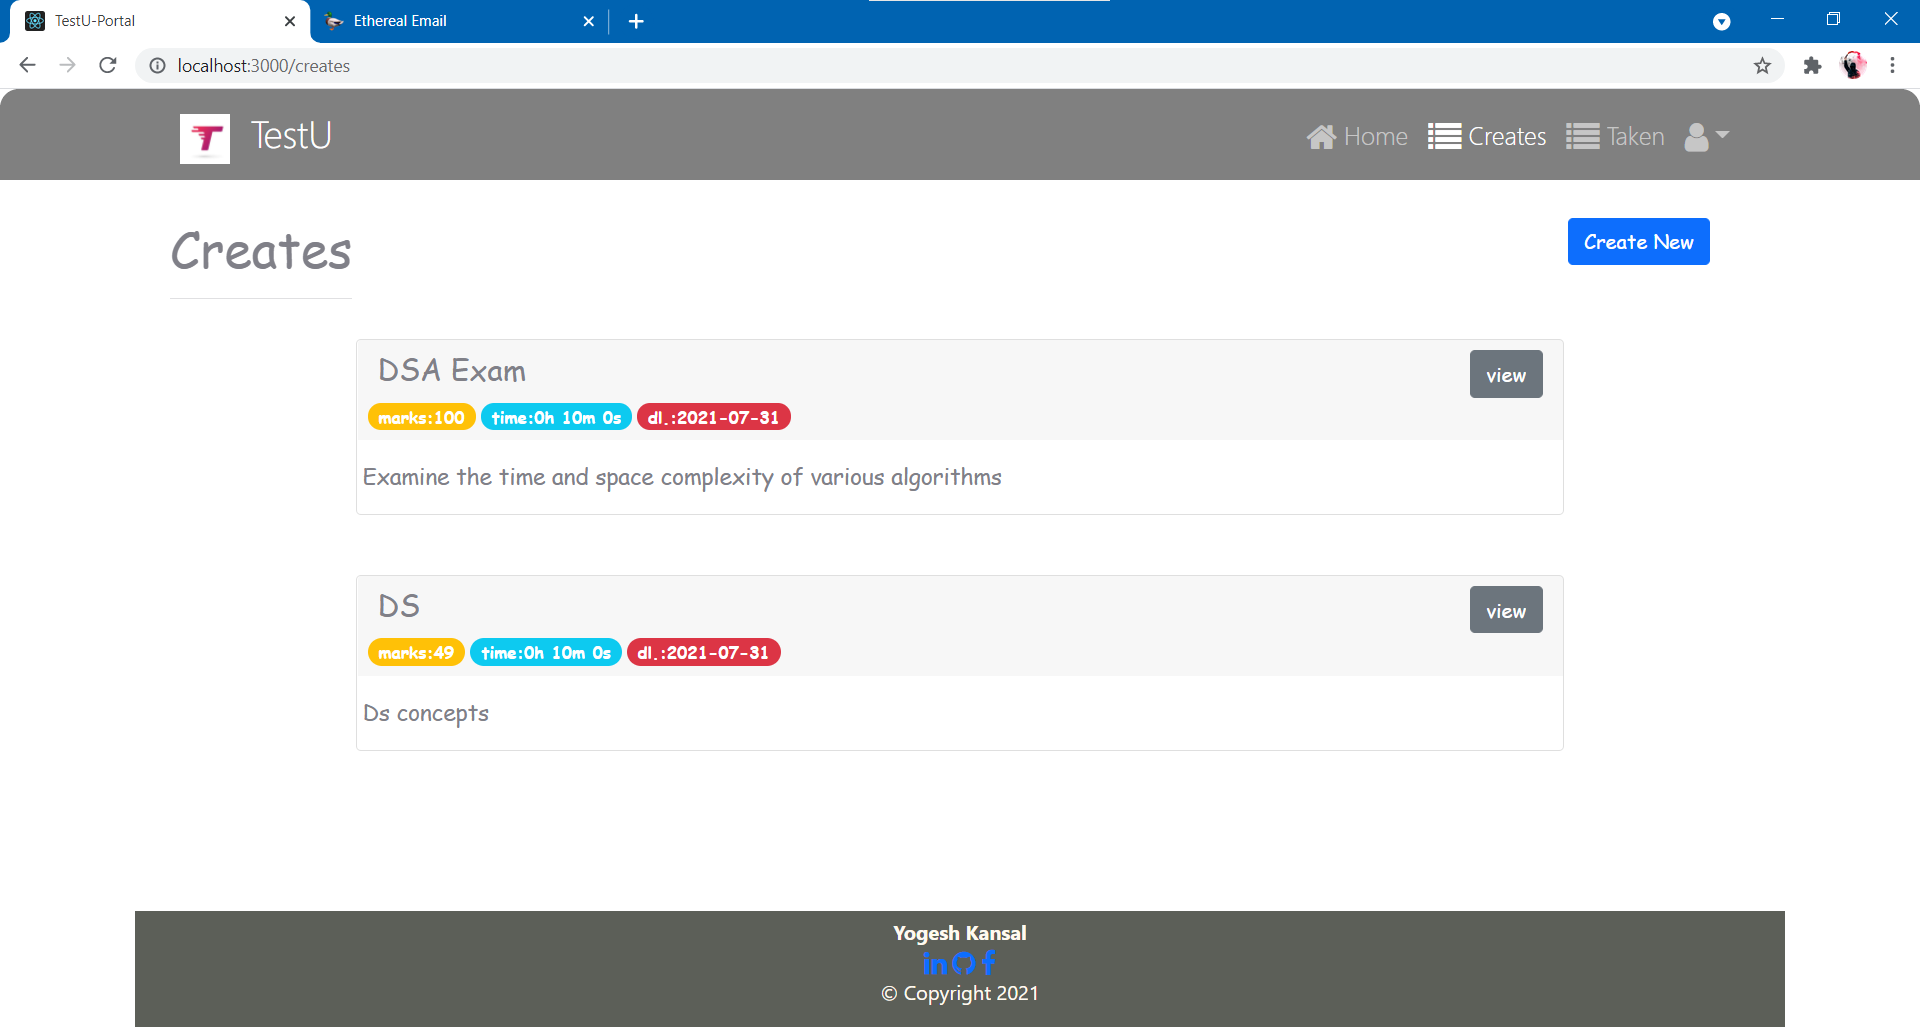 TestU-Portal
Ethereal Email
localhost:3000/creates
T TestU
Home Creates Taken
Creates
Create New
DSA Exam
view
marks:100 time:0h 10m 0s dl.:2021-07-31
Examine the time and space complexity of various algorithms
DS
view
marks:49 time:0h 10m 0s dl.:2021-07-31
Ds concepts
Yogesh Kansal
© Copyright 2021